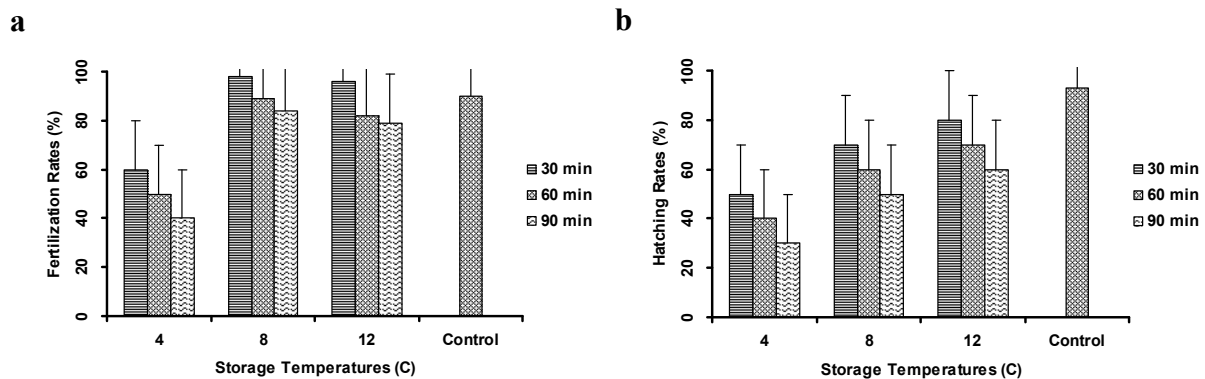 a
Fertilization Rates (%)
100
80
60
40
20
0
4 8 12 Control
Storage Temperatures (C)
30 min
60 min
90 min
b
Hatching Rates (%)
100
80
60
40
20
0
4 8 12 Control
Storage Temperatures (C)
30 min
60 min
90 min